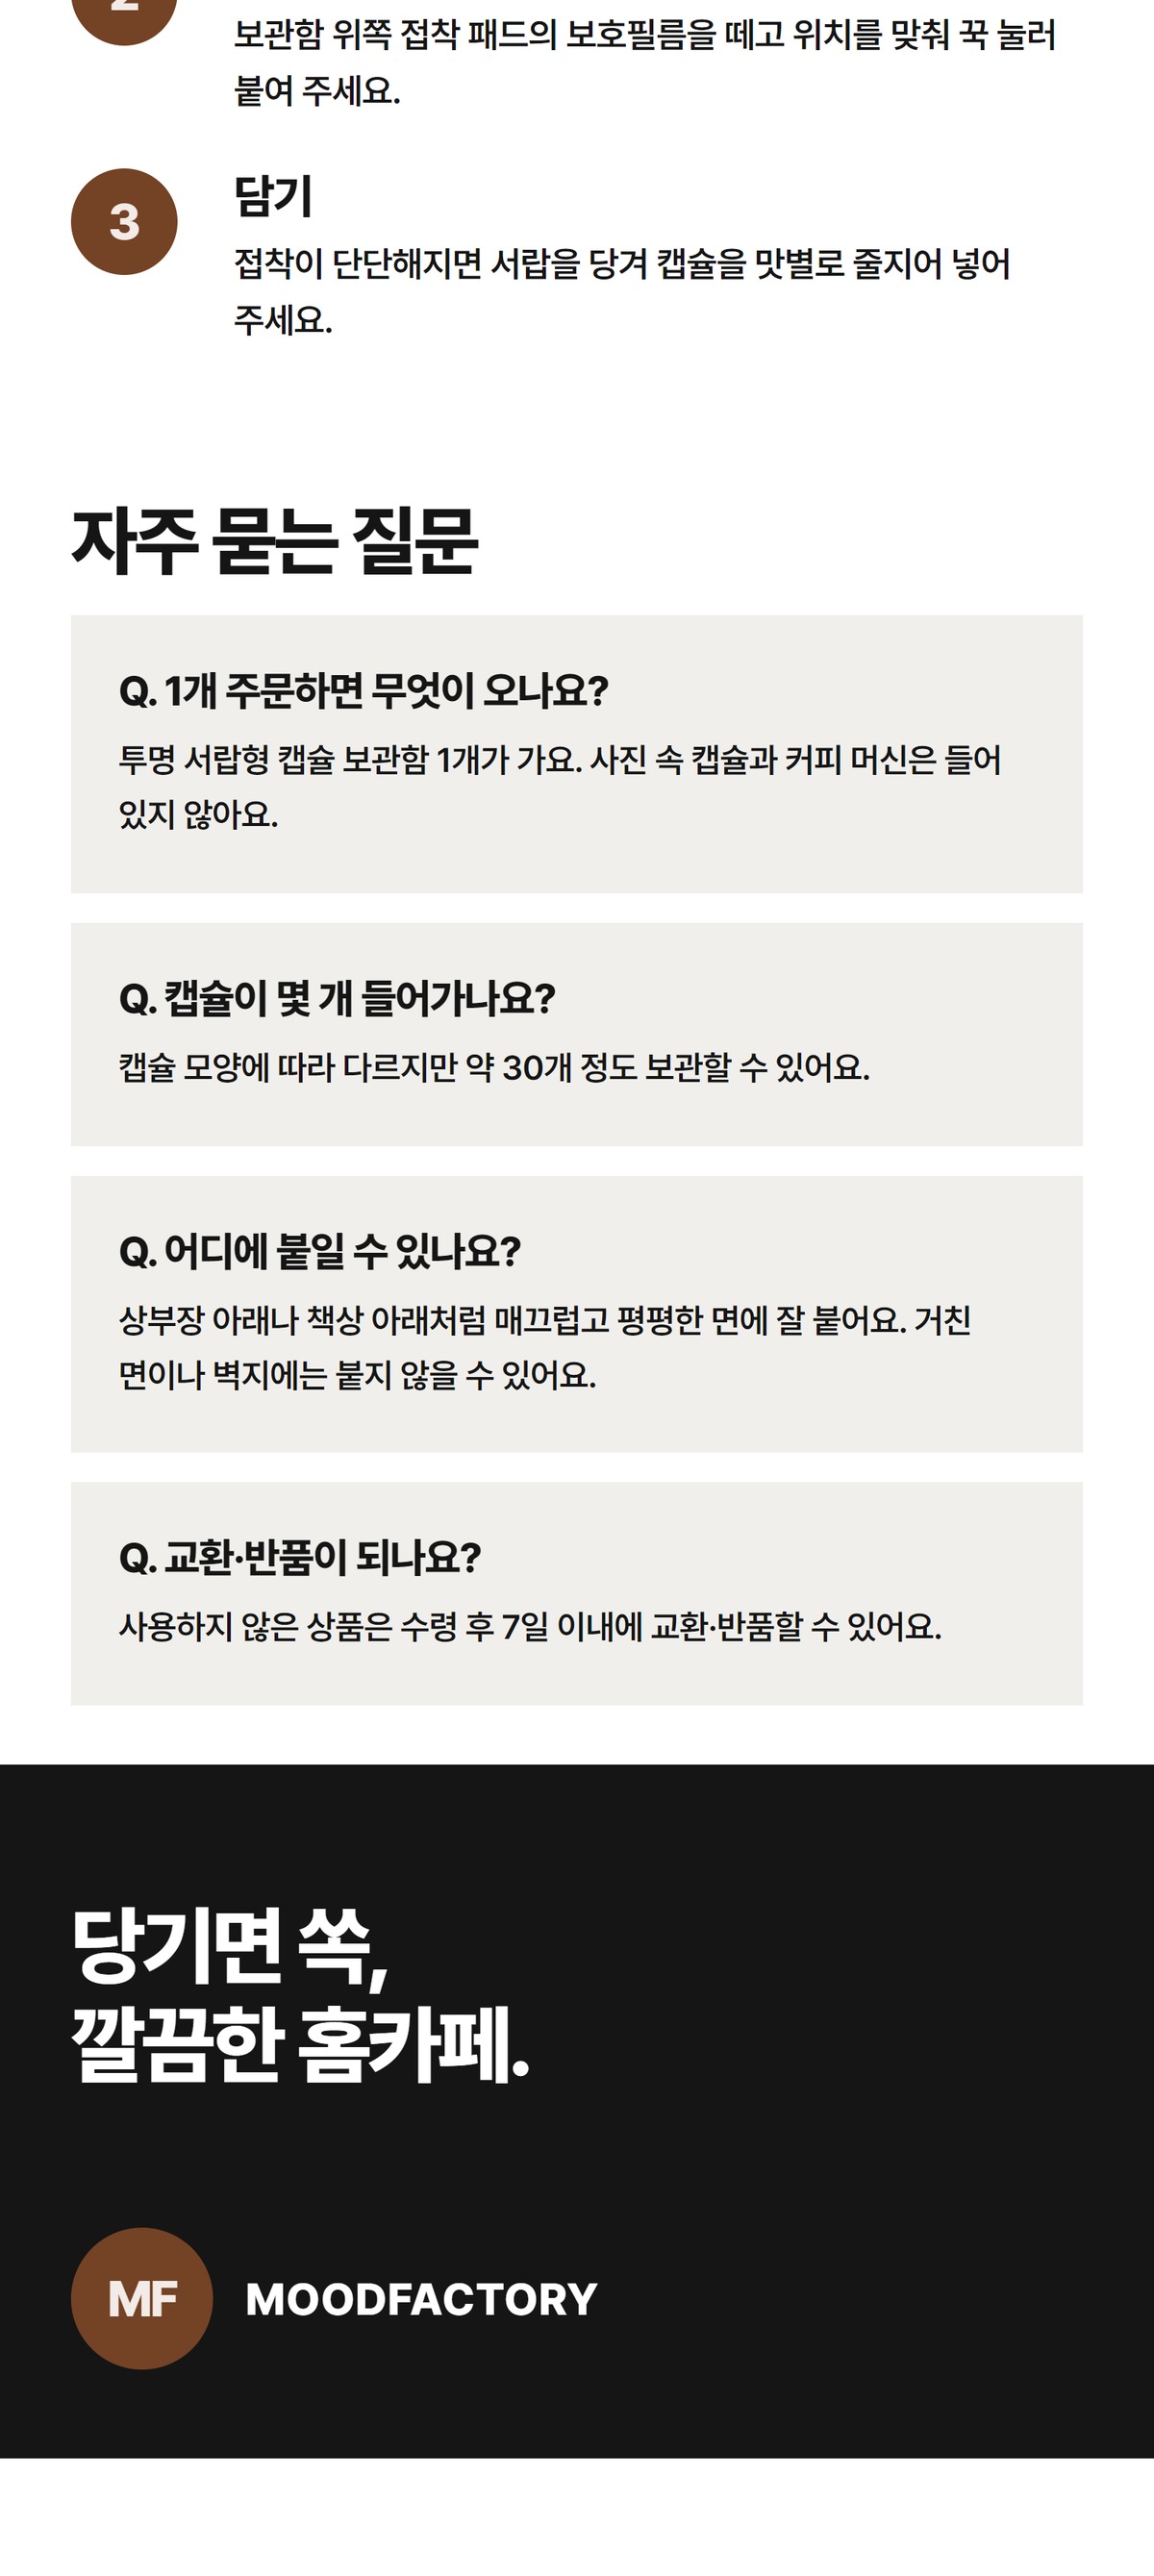 2
보관함 위쪽 접착 패드의 보호필름을 떼고 위치를 맞춰 꾹 눌러
붙여 주세요.
3
담기
접착이 단단해지면 서랍을 당겨 캡슐을 맛별로 줄지어 넣어
주세요.
자주 묻는 질문
Q. 1개 주문하면 무엇이 오나요?
투명 서랍형 캡슐 보관함 1개가 가요. 사진 속 캡슐과 커피 머신은 들어
있지 않아요.
Q. 캡슐이 몇 개 들어가나요?
캡슐 모양에 따라 다르지만 약 30개 정도 보관할 수 있어요.
Q. 어디에 붙일 수 있나요?
상부장 아래나 책상 아래처럼 매끄럽고 평평한 면에 잘 붙어요. 거친
면이나 벽지에는 붙지 않을 수 있어요.
Q. 교환·반품이 되나요?
사용하지 않은 상품은 수령 후 7일 이내에 교환·반품할 수 있어요.
당기면 쏙,
깔끔한 홈카페.
MF
MOODFACTORY